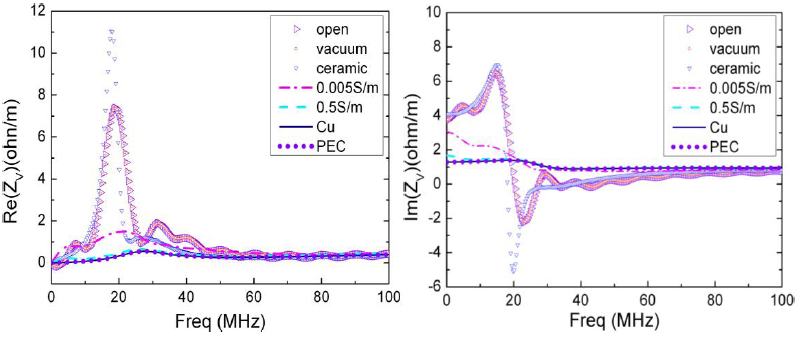 12
10
8
6
4
2
0
Re(Z_V)(ohn/m)
open
vacuum
ceramic
0.005S/m
0.5S/m
Cu
PEC
0 20 40 60 80 100
Freq (MHz)
10
8
6
4
2
0
-2
-4
-6
Im(Z_V)(ohm/m)
open
vacuum
ceramic
0.005S/m
0.5S/m
Cu
PEC
0 20 40 60 80 100
Freq (MHz)